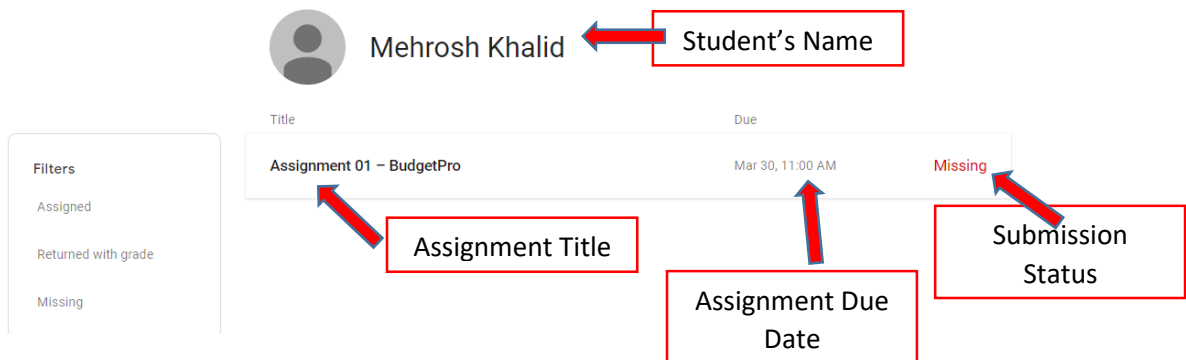 Mehrosh Khalid
Student’s Name
Title
Due
Filters
Assignment 01 – BudgetPro
Mar 30, 11:00 AM
Missing
Assigned
Returned with grade
Missing
Assignment Title
Submission
Status
Assignment Due
Date